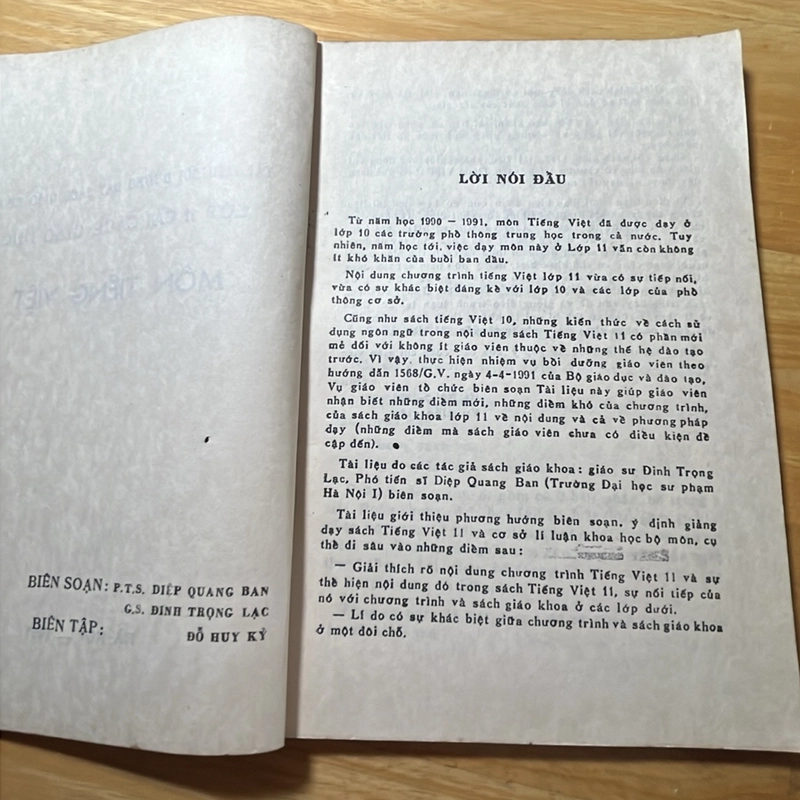 BIÊN SOẠN: P.T.S. DIỆP QUANG BAN
G.S. ĐINH TRỌNG LẠC
BIÊN TẬP: ĐỖ HUY KỲ
LỜI NÓI ĐẦU
Từ năm học 1990 — 1991, môn Tiếng Việt đã được dạy ở
lớp 10 các trường phổ thông trung học trong cả nước. Tuy
nhiên, năm học tới, việc dạy môn này ở Lớp 11 vẫn còn không
ít khó khăn của buổi ban đầu.
Nội dung chương trình tiếng Việt lớp 11 vừa có sự tiếp nối,
vừa có sự khác biệt đáng kể với lớp 10 và các lớp của phổ
thông cơ sở.
Cũng như sách tiếng Việt 10, những kiến thức về cách sử
dụng ngôn ngữ trong nội dung sách Tiếng Việt 11 có phần mới
mẻ đối với không ít giáo viên thuộc về những thế hệ đào tạo
trước. Vì vậy, thực hiện nhiệm vụ bồi dưỡng giáo viên theo
hướng dẫn 1568/G.V. ngày 4-4-1991 của Bộ giáo dục và đào tạo,
Vụ giáo viên tổ chức biên soạn Tài liệu này giúp giáo viên
nhận biết những điểm mới, những điểm khó của chương trình,
của sách giáo khoa lớp 11 về nội dung và cả về phương pháp
dạy (những điểm mà sách giáo viên chưa có điều kiện đề
cập đến).
Tài liệu do các tác giả sách giáo khoa: giáo sư Đinh Trọng
Lạc, Phó tiến sĩ Diệp Quang Ban (Trường Đại học sư phạm
Hà Nội I) biên soạn.
Tài liệu giới thiệu phương hướng biên soạn, ý định giảng
dạy sách Tiếng Việt 11 và cơ sở lí luận khoa học bộ môn, cụ
thể đi sâu vào những điểm sau:
— Giải thích rõ nội dung chương trình Tiếng Việt 11 và sự
thể hiện nội dung đó trong sách Tiếng Việt 11, sự nối tiếp của
nó với chương trình và sách giáo khoa ở các lớp dưới.
— Lí do có sự khác biệt giữa chương trình và sách giáo khoa
ở một đôi chỗ.